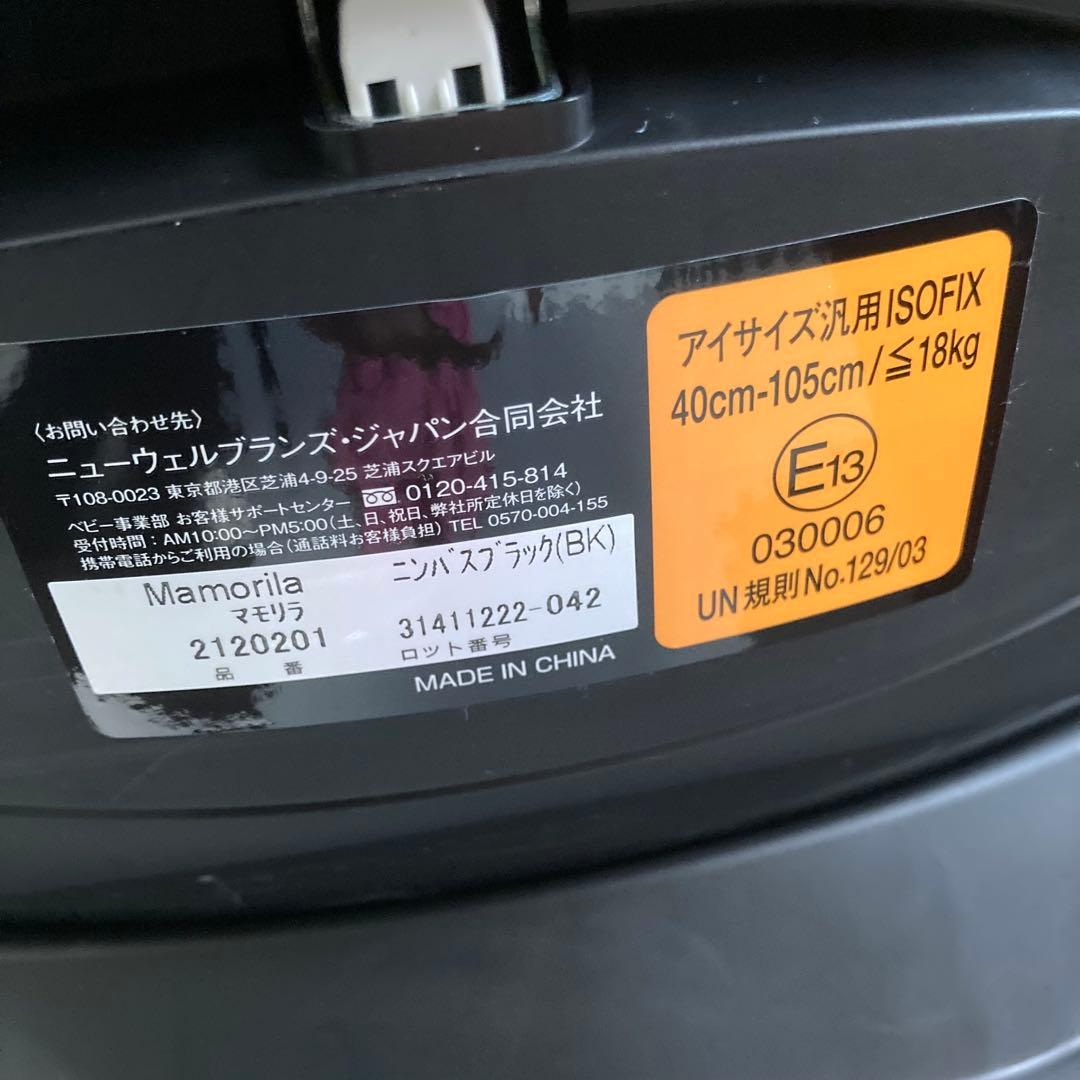 〈お問い合わせ先〉
ニューウェルブランズ・ジャパン合同会社
〒108-0023 東京都港区芝浦4-9-25 芝浦スクエアビル
ベビー事業部 お客様サポートセンター 0120-415-814
受付時間：AM10:00～PM5:00(土、日、祝日、弊社所定休日を除く)
携帯電話からご利用の場合(通話料お客様負担) TEL 0570-004-155
Mamorila ニンバスブラック(BK)
マモリラ
2120201 31411222-042
品番 ロット番号
MADE IN CHINA
アイサイズ汎用ISOFIX
40cm-105cm/≦18kg
E13
030006
UN規則No.129/03